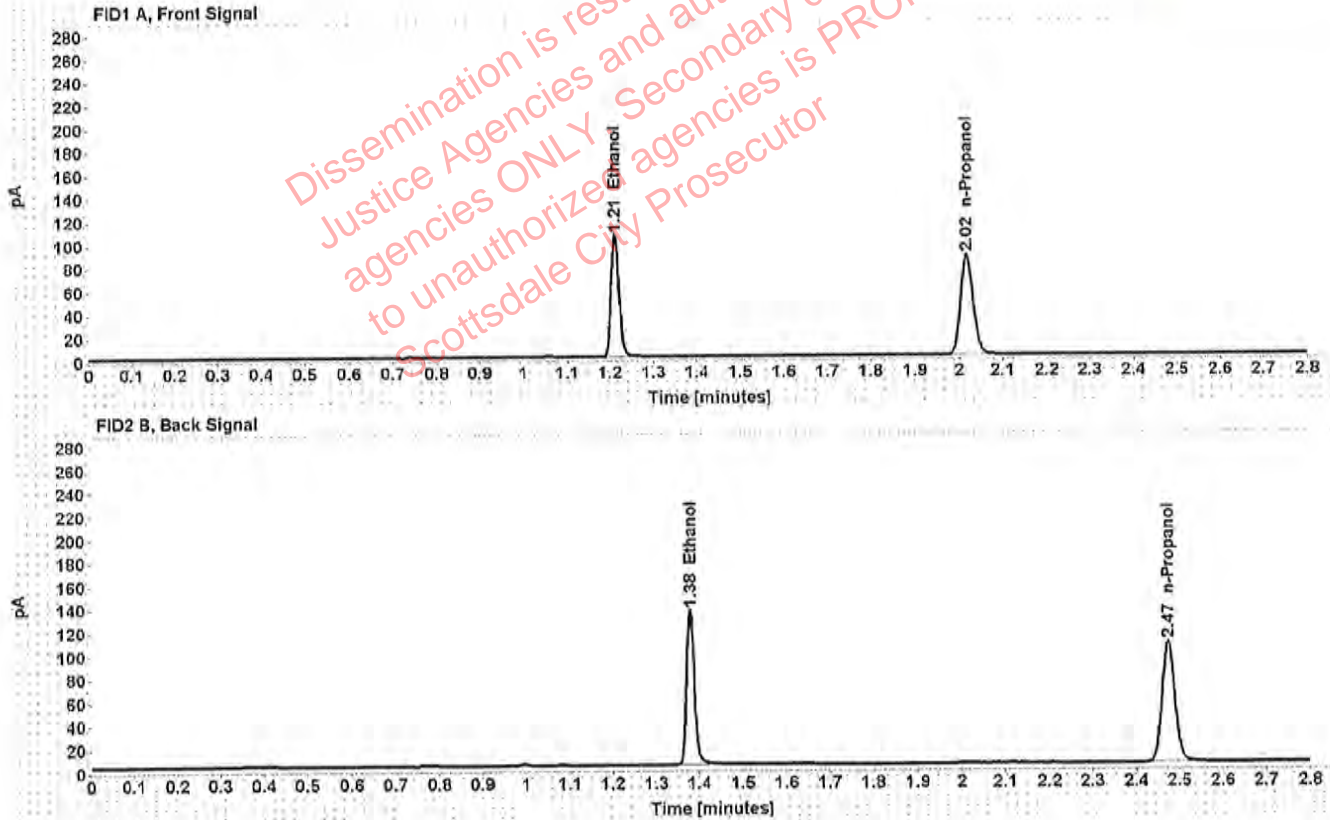 FID1 A, Front Signal
280
260
240
220
200
180
160
140
120
100
80
60
40
20
0
pA
1.21 Ethanol
2.02 n-Propanol
0 0.1 0.2 0.3 0.4 0.5 0.6 0.7 0.8 0.9 1 1.1 1.2 1.3 1.4 1.5 1.6 1.7 1.8 1.9 2 2.1 2.2 2.3 2.4 2.5 2.6 2.7 2.8
Time [minutes]
Dissemination is
Justice Agencies and
agencies ONLY. Secondary
to unauthorized agencies is
Scottsdale City Prosecutor
FID2 B, Back Signal
280
260
240
220
200
180
160
140
120
100
80
60
40
20
0
pA
1.38 Ethanol
2.47 n-Propanol
0 0.1 0.2 0.3 0.4 0.5 0.6 0.7 0.8 0.9 1 1.1 1.2 1.3 1.4 1.5 1.6 1.7 1.8 1.9 2 2.1 2.2 2.3 2.4 2.5 2.6 2.7 2.8
Time [minutes]